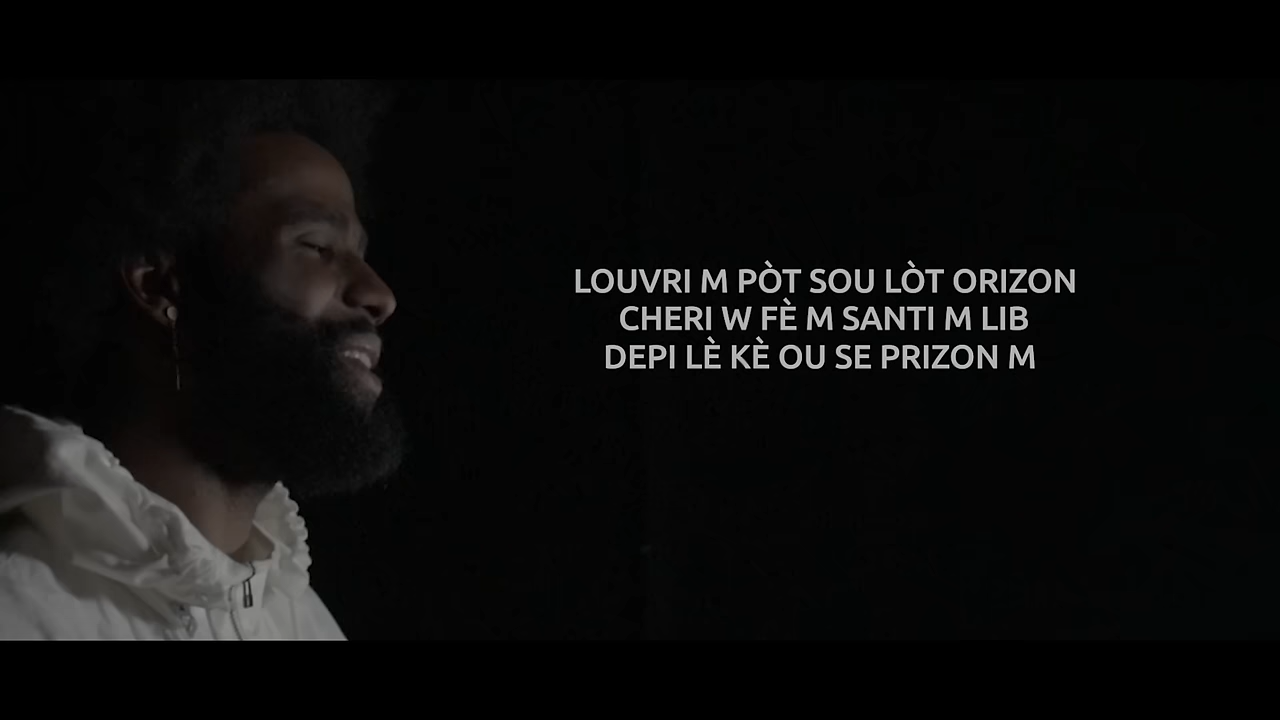 LOUVRI M PÒT SOU LÒT ORIZON
CHERI W FÈ M SANTI M LIB
DEPI LÈ KÈ OU SE PRIZON M